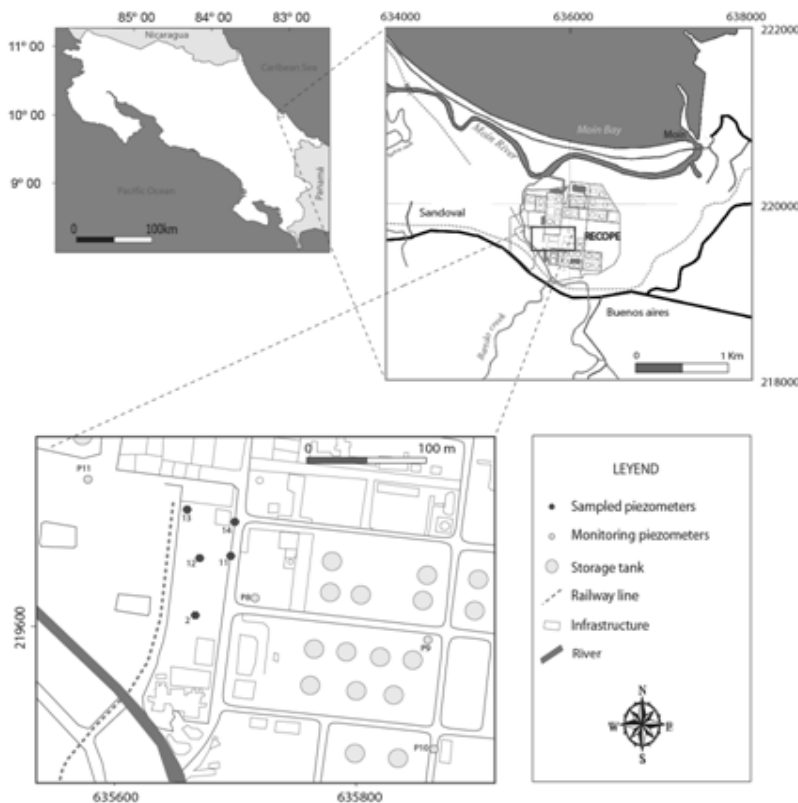 85° 00
84° 00
83° 00
11° 00
10° 00
9° 00
Nicaragua
Caribbean Sea
Pacific Ocean
Panamá
0 100km
634000
636000
638000
222000
220000
218000
Moin Bay
Moin
Moin River
Sandoval
RECOPE
Buenos aires
0 1 Km
0 100 m
P11
13
14
12
11
P8
2
P9
P10
219600
635600
635800
LEYEND
Sampled piezometers
Monitoring piezometers
Storage tank
Railway line
Infrastructure
River
N
W E
S